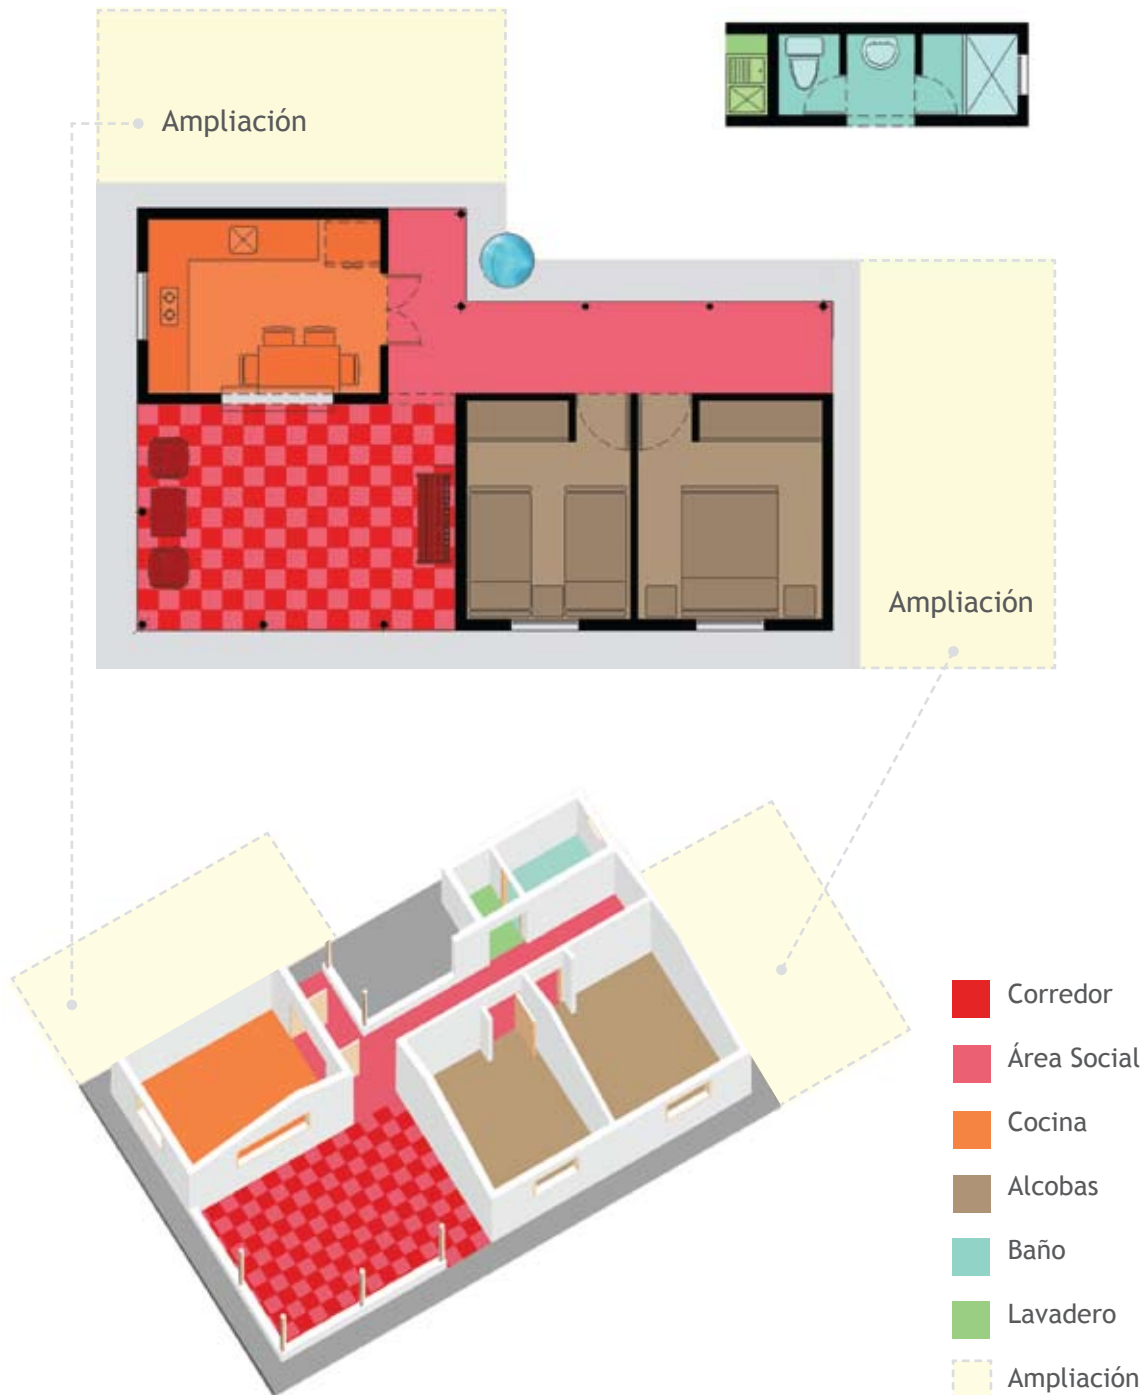 Ampliación
Ampliación
Corredor
Área Social
Cocina
Alcobas
Baño
Lavadero
Ampliación